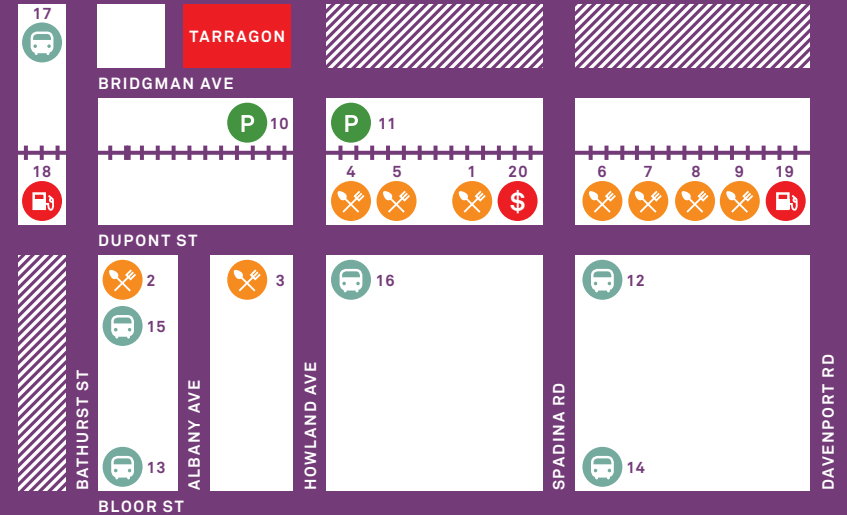 17
TARRAGON
BRIDGMAN AVE
P 10
P 11
18
4 5 1 20
$
6 7 8 9 19
DUPONT ST
2
3
16
12
15
13
14
BATHURST ST
ALBANY AVE
HOWLAND AVE
SPADINA RD
DAVENPORT RD
BLOOR ST